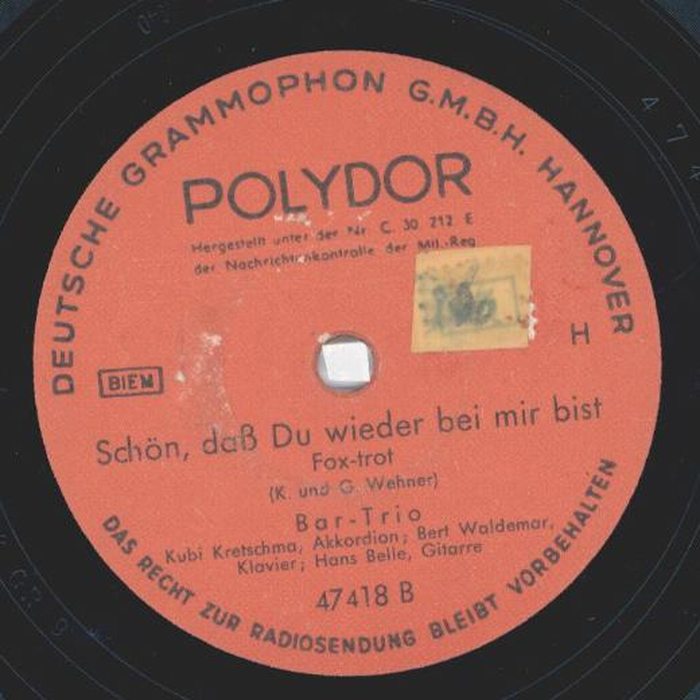 DEUTSCHE GRAMMOPHON G.M.B.H. HANNOVER
POLYDOR
Hergestellt unter der Nr. C. 30 212 E
der Nachrichtenkontrolle der Mil.-Reg
H
BIEM
Schön, daß Du wieder bei mir bist
Fox-trot
(K. und G. Wehner)
Bar-Trio
Kubi Kretschma, Akkordion; Bert Waldemar,
Klavier; Hans Belle, Gitarre
47418 B
DAS RECHT ZUR RADIOSENDUNG BLEIBT VORBEHALTEN